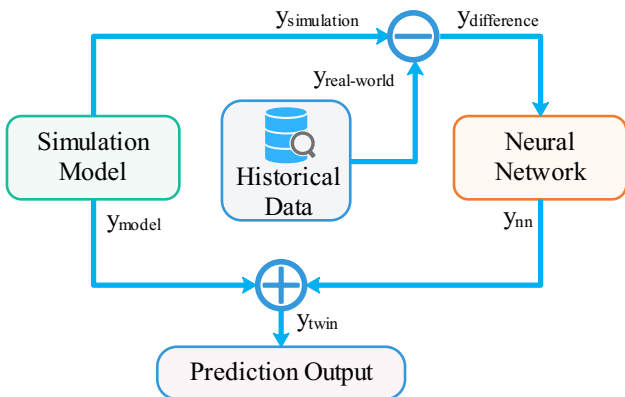 ysimulation
ydifference
yreal-world
Simulation
Model
Historical
Data
Neural
Network
ymodel
ynn
ytwin
Prediction Output